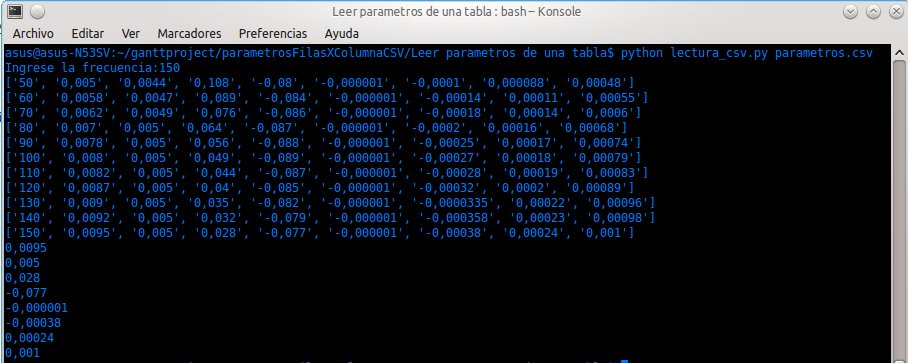 Leer parametros de una tabla : bash – Konsole
Archivo Editar Ver Marcadores Preferencias Ayuda
asus@asus-N53SV:~/ganttproject/parametrosFilasXColumnaCSV/Leer parametros de una tabla$ python lectura_csv.py parametros.csv
Ingrese la frecuencia:150
['50', '0,005', '0,0044', '0,108', '-0,08', '-0,000001', '-0,0001', '0,000088', '0,00048']
['60', '0,0058', '0,0047', '0,089', '-0,084', '-0,000001', '-0,00014', '0,00011', '0,00055']
['70', '0,0062', '0,0049', '0,076', '-0,086', '-0,000001', '-0,00018', '0,00014', '0,0006']
['80', '0,007', '0,005', '0,064', '-0,087', '-0,000001', '-0,0002', '0,00016', '0,00068']
['90', '0,0078', '0,005', '0,056', '-0,088', '-0,000001', '-0,00025', '0,00017', '0,00074']
['100', '0,008', '0,005', '0,049', '-0,089', '-0,000001', '-0,00027', '0,00018', '0,00079']
['110', '0,0082', '0,005', '0,044', '-0,087', '-0,000001', '-0,00028', '0,00019', '0,00083']
['120', '0,0087', '0,005', '0,04', '-0,085', '-0,000001', '-0,00032', '0,0002', '0,00089']
['130', '0,009', '0,005', '0,035', '-0,082', '-0,000001', '-0,0000335', '0,00022', '0,00096']
['140', '0,0092', '0,005', '0,032', '-0,079', '-0,000001', '-0,000358', '0,00023', '0,00098']
['150', '0,0095', '0,005', '0,028', '-0,077', '-0,000001', '-0,00038', '0,00024', '0,001']
0,0095
0,005
0,028
-0,077
-0,000001
-0,00038
0,00024
0,001